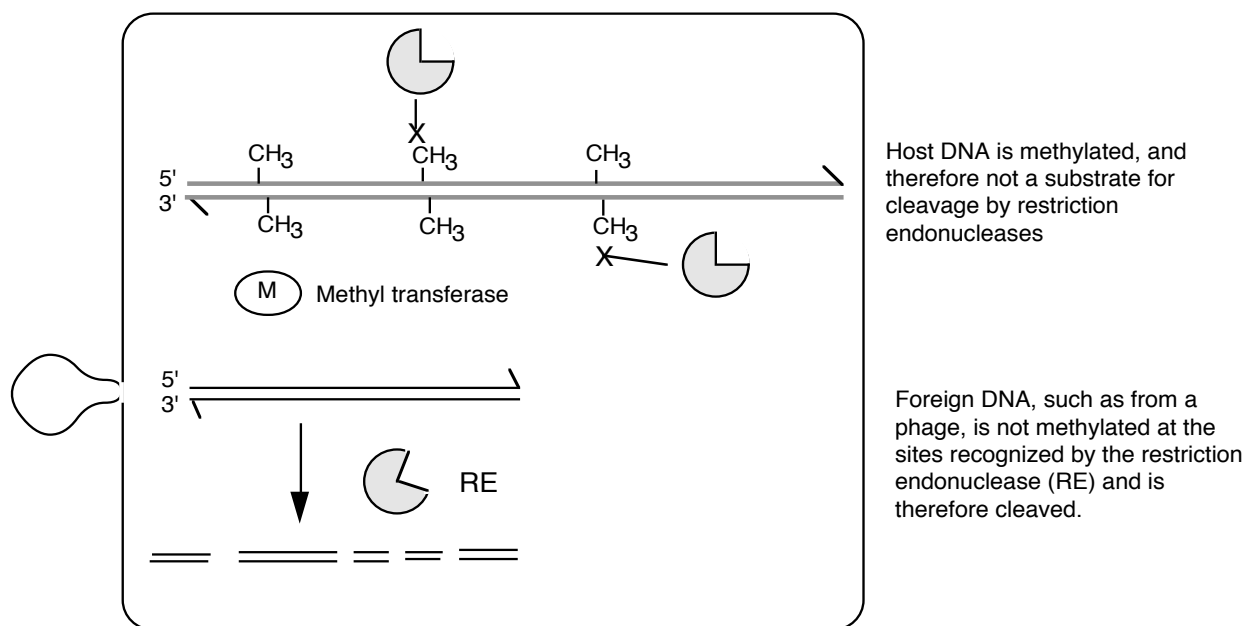 CH3 CH3 CH3
X
5'
3'
CH3 CH3 CH3
X
Host DNA is methylated, and
therefore not a substrate for
cleavage by restriction
endonucleases
M Methyl transferase
5'
3'
RE
Foreign DNA, such as from a
phage, is not methylated at the
sites recognized by the restriction
endonuclease (RE) and is
therefore cleaved.